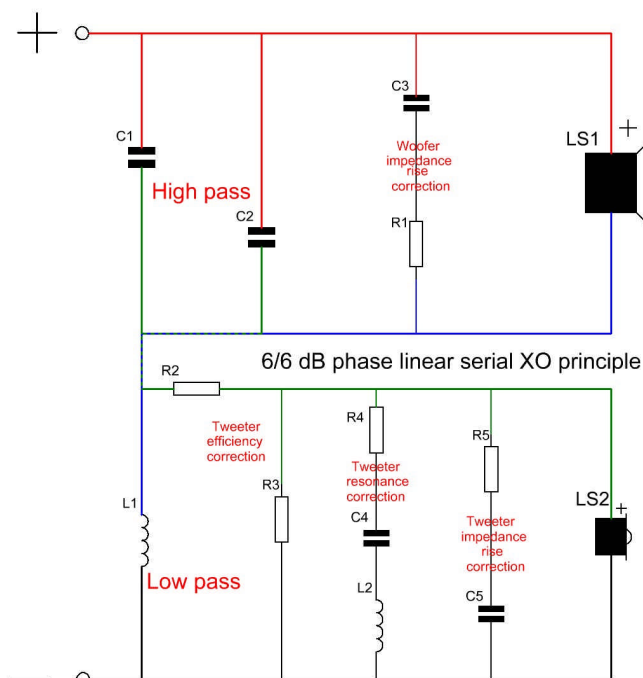 +
C1
High pass
C2
C3
Woofer
impedance
rise
correction
R1
LS1
+
6/6 dB phase linear serial XO principle
R2
Tweeter
efficiency
correction
R3
R4
Tweeter
resonance
correction
C4
L2
R5
Tweeter
impedance
rise
correction
C5
LS2
+
L1
Low pass